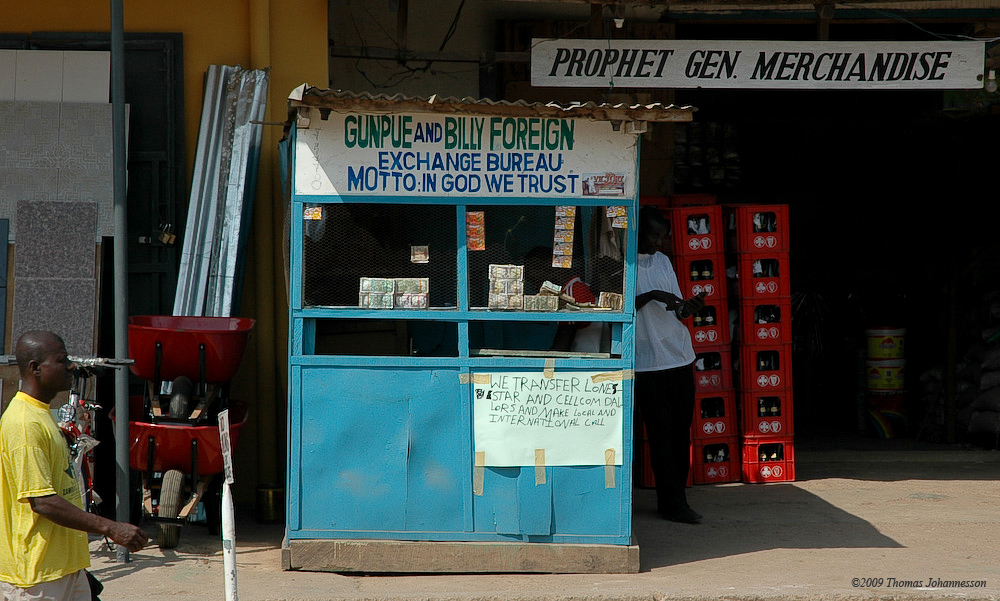 PROPHET GEN. MERCHANDISE
GUNPUE AND BILLY FOREIGN
EXCHANGE BUREAU
MOTTO: IN GOD WE TRUST
WE TRANSFER LONE
STAR AND CELLCOM DAL
LORS AND MAKE LOCAL AND
INTERNATIONAL CALL
©2009 Thomas Johannesson